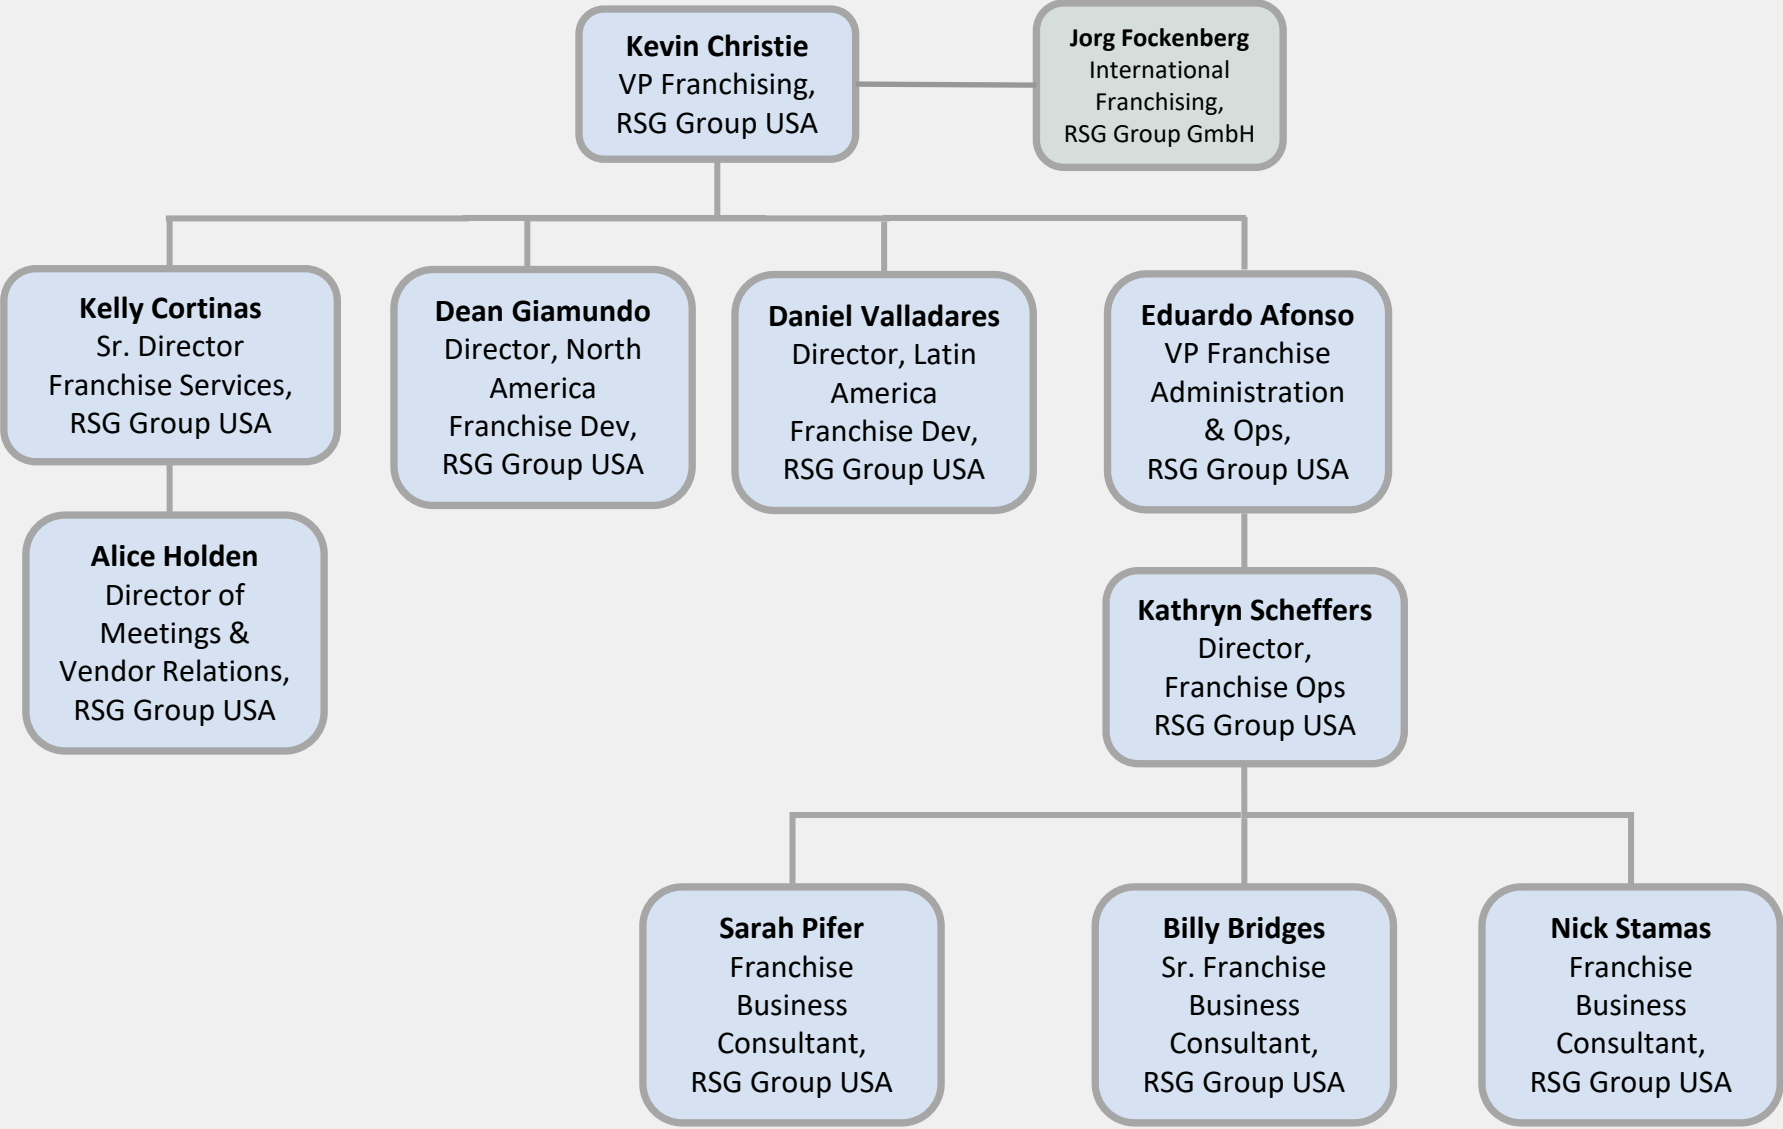 Kevin Christie
VP Franchising,
RSG Group USA
Jorg Fockenberg
International
Franchising,
RSG Group GmbH
Kelly Cortinas
Sr. Director
Franchise Services,
RSG Group USA
Dean Giamundo
Director, North
America
Franchise Dev,
RSG Group USA
Daniel Valladares
Director, Latin
America
Franchise Dev,
RSG Group USA
Eduardo Afonso
VP Franchise
Administration
& Ops,
RSG Group USA
Alice Holden
Director of
Meetings &
Vendor Relations,
RSG Group USA
Kathryn Scheffers
Director,
Franchise Ops
RSG Group USA
Sarah Pifer
Franchise
Business
Consultant,
RSG Group USA
Billy Bridges
Sr. Franchise
Business
Consultant,
RSG Group USA
Nick Stamas
Franchise
Business
Consultant,
RSG Group USA